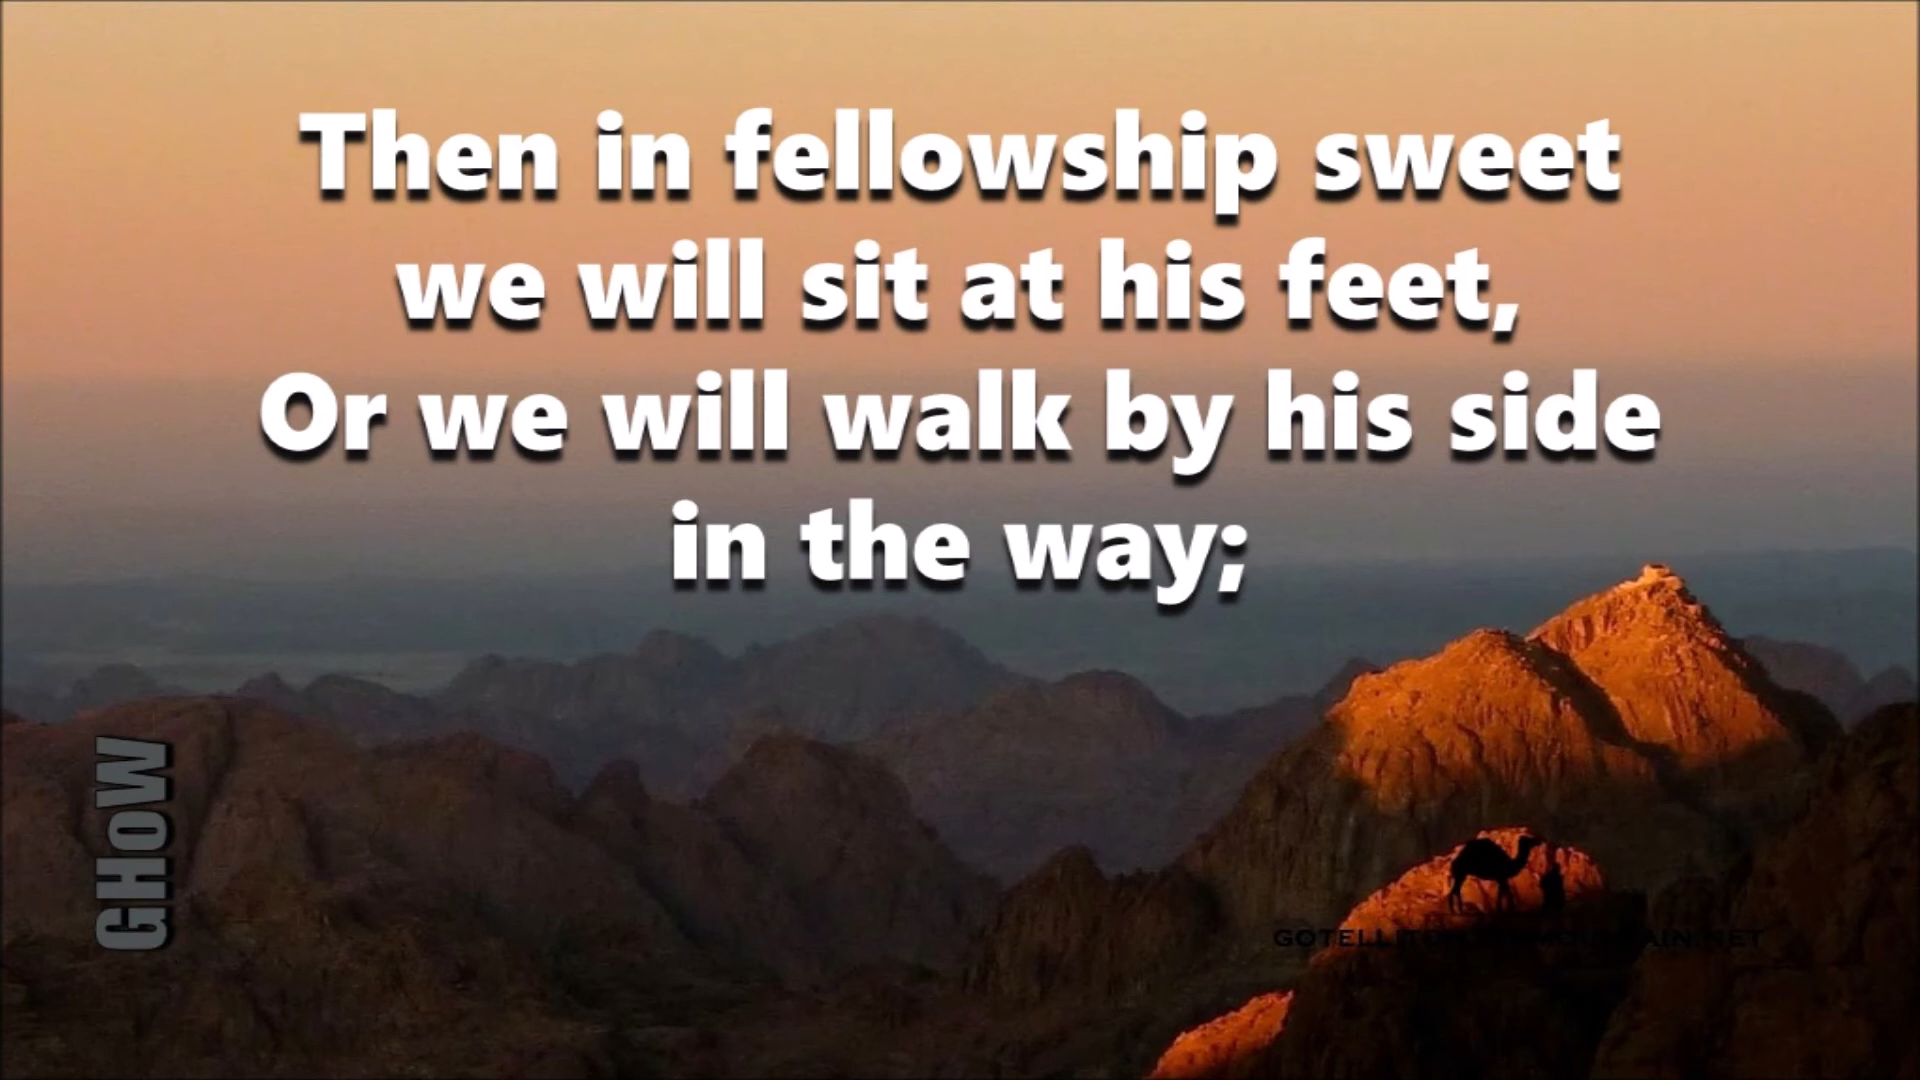 Then in fellowship sweet
we will sit at his feet,
Or we will walk by his side
in the way;
GHOW